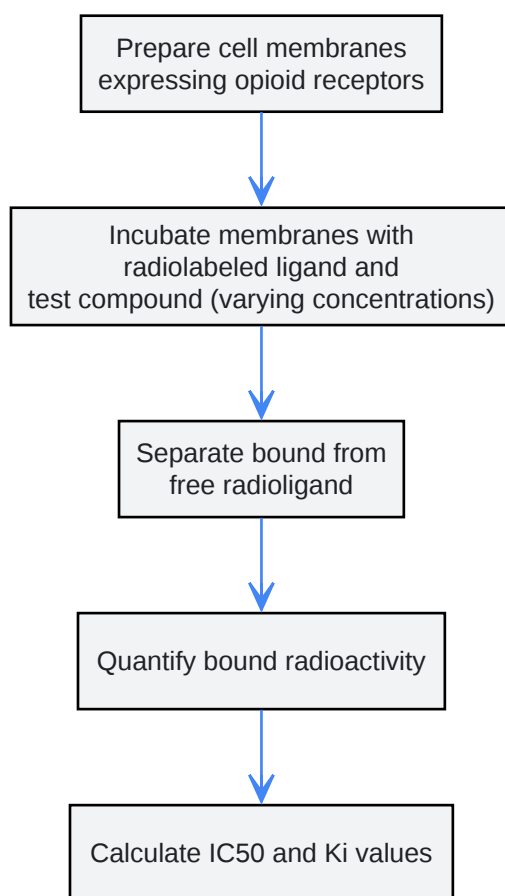 Prepare cell membranes
expressing opioid receptors
Incubate membranes with
radiolabeled ligand and
test compound (varying concentrations)
Separate bound from
free radioligand
Quantify bound radioactivity
Calculate IC50 and Ki values